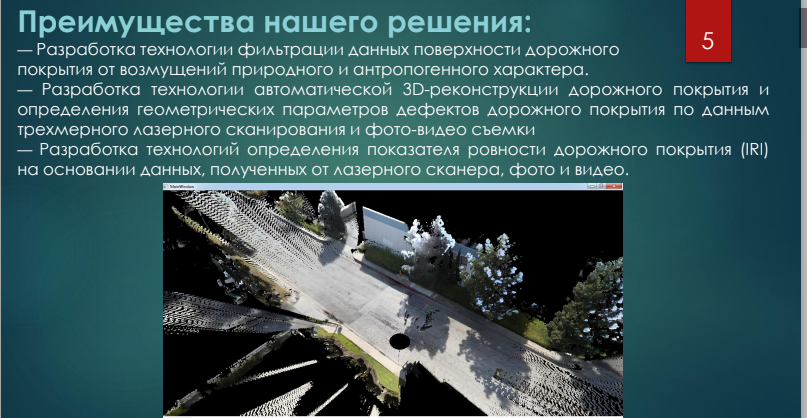 Преимущества нашего решения:
5
— Разработка технологии фильтрации данных поверхности дорожного
покрытия от возмущений природного и антропогенного характера.
— Разработка технологии автоматической 3D-реконструкции дорожного покрытия и
определения геометрических параметров дефектов дорожного покрытия по данным
трехмерного лазерного сканирования и фото-видео съемки
— Разработка технологий определения показателя ровности дорожного покрытия (IRI)
на основании данных, полученных от лазерного сканера, фото и видео.
MainWindow